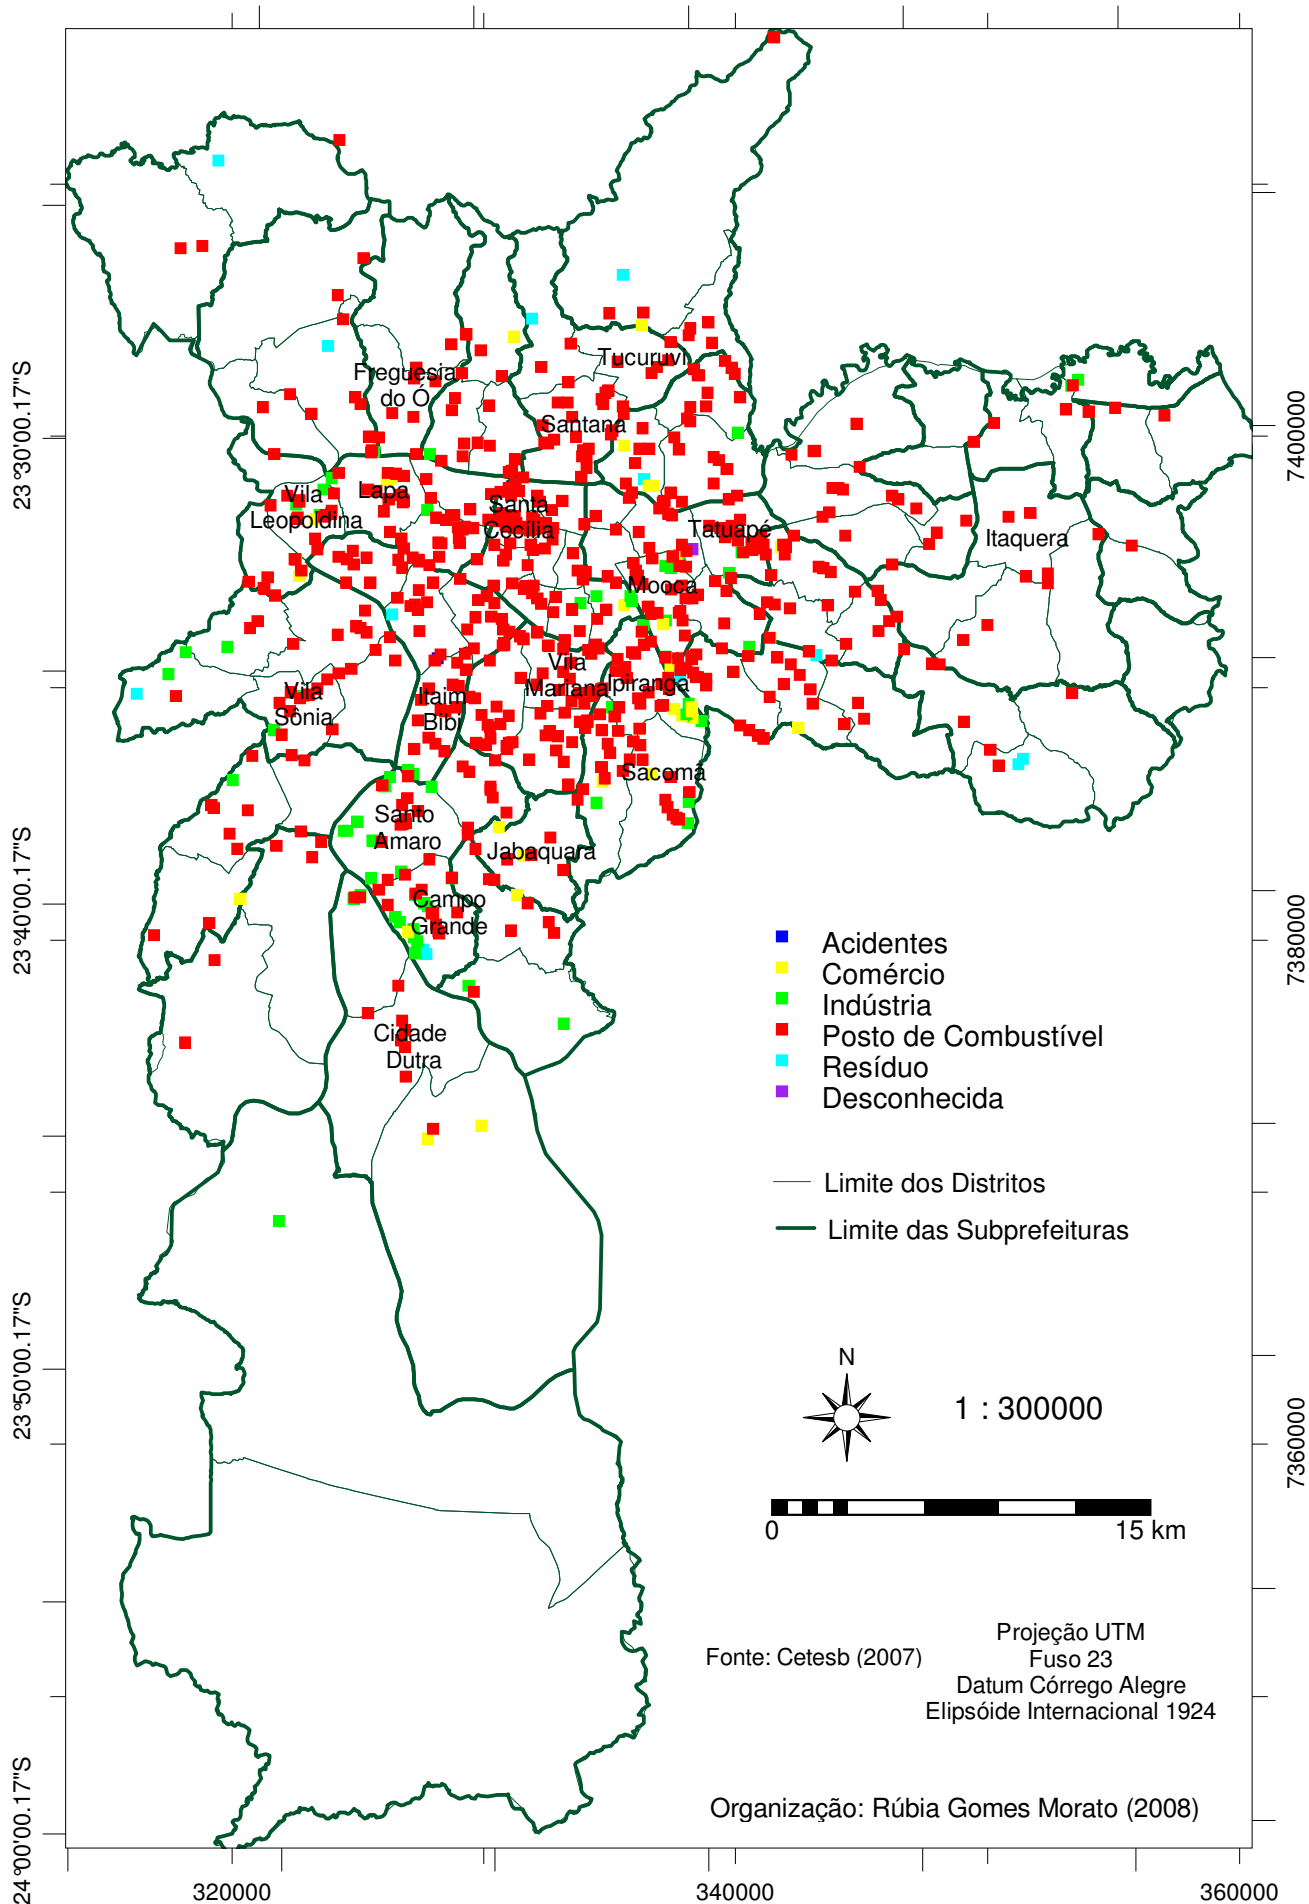 Tucuruvi
Freguesia
do Ó
Santana
Lapa
Vila
Leopoldina
Santa
Cocília
Tatuapé
Itaquera
Mooca
Vila
Mariana
Ipiranga
Vila
Sônia
Itaim
Bibi
Sacomã
Santo
Amaro
Jabaquara
Campo
Grande
Cidade
Dutra
Acidentes
Comércio
Indústria
Posto de Combustível
Resíduo
Desconhecida
Limite dos Distritos
Limite das Subprefeituras
N
1 : 300000
0 15 km
Fonte: Cetesb (2007)
Projeção UTM
Fuso 23
Datum Córrego Alegre
Elipsóide Internacional 1924
Organização: Rúbia Gomes Morato (2008)
23°30'00.17"S
23°40'00.17"S
23°50'00.17"S
24°00'00.17"S
7400000
7380000
7360000
320000
340000
360000